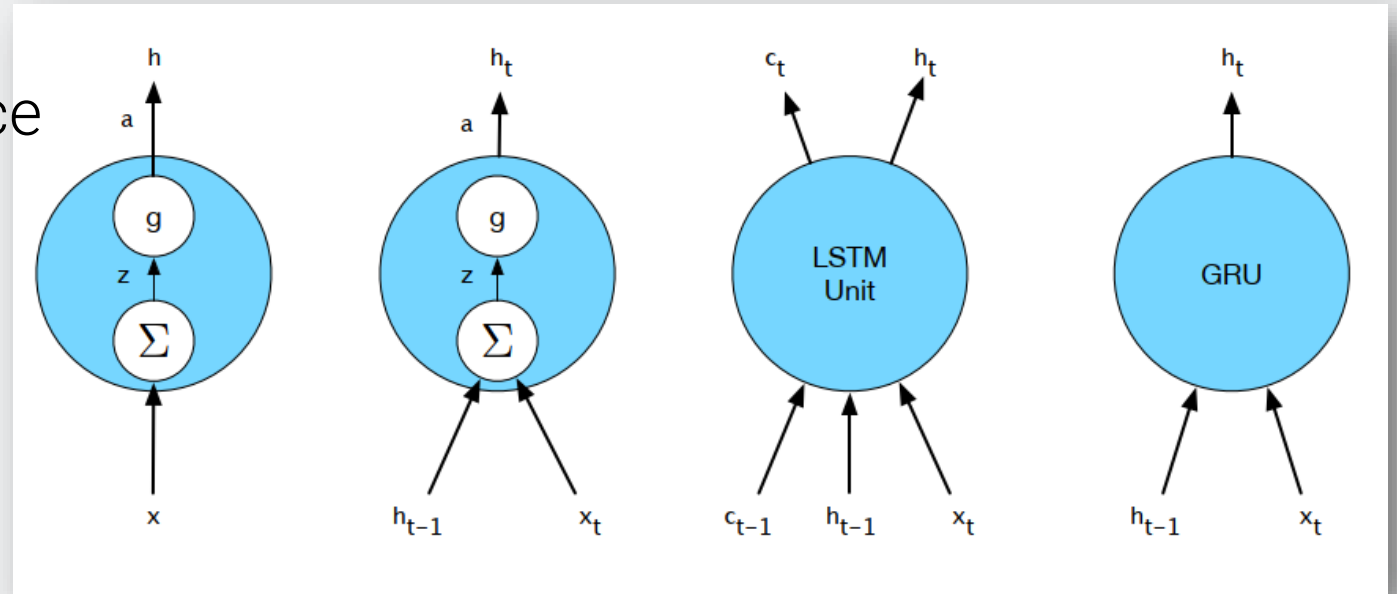 ce
h
a
g
z
Σ
x
h_t
a
g
z
Σ
h_{t-1}
x_t
c_t
h_t
LSTM
Unit
c_{t-1}
h_{t-1}
x_t
h_t
GRU
h_{t-1}
x_t